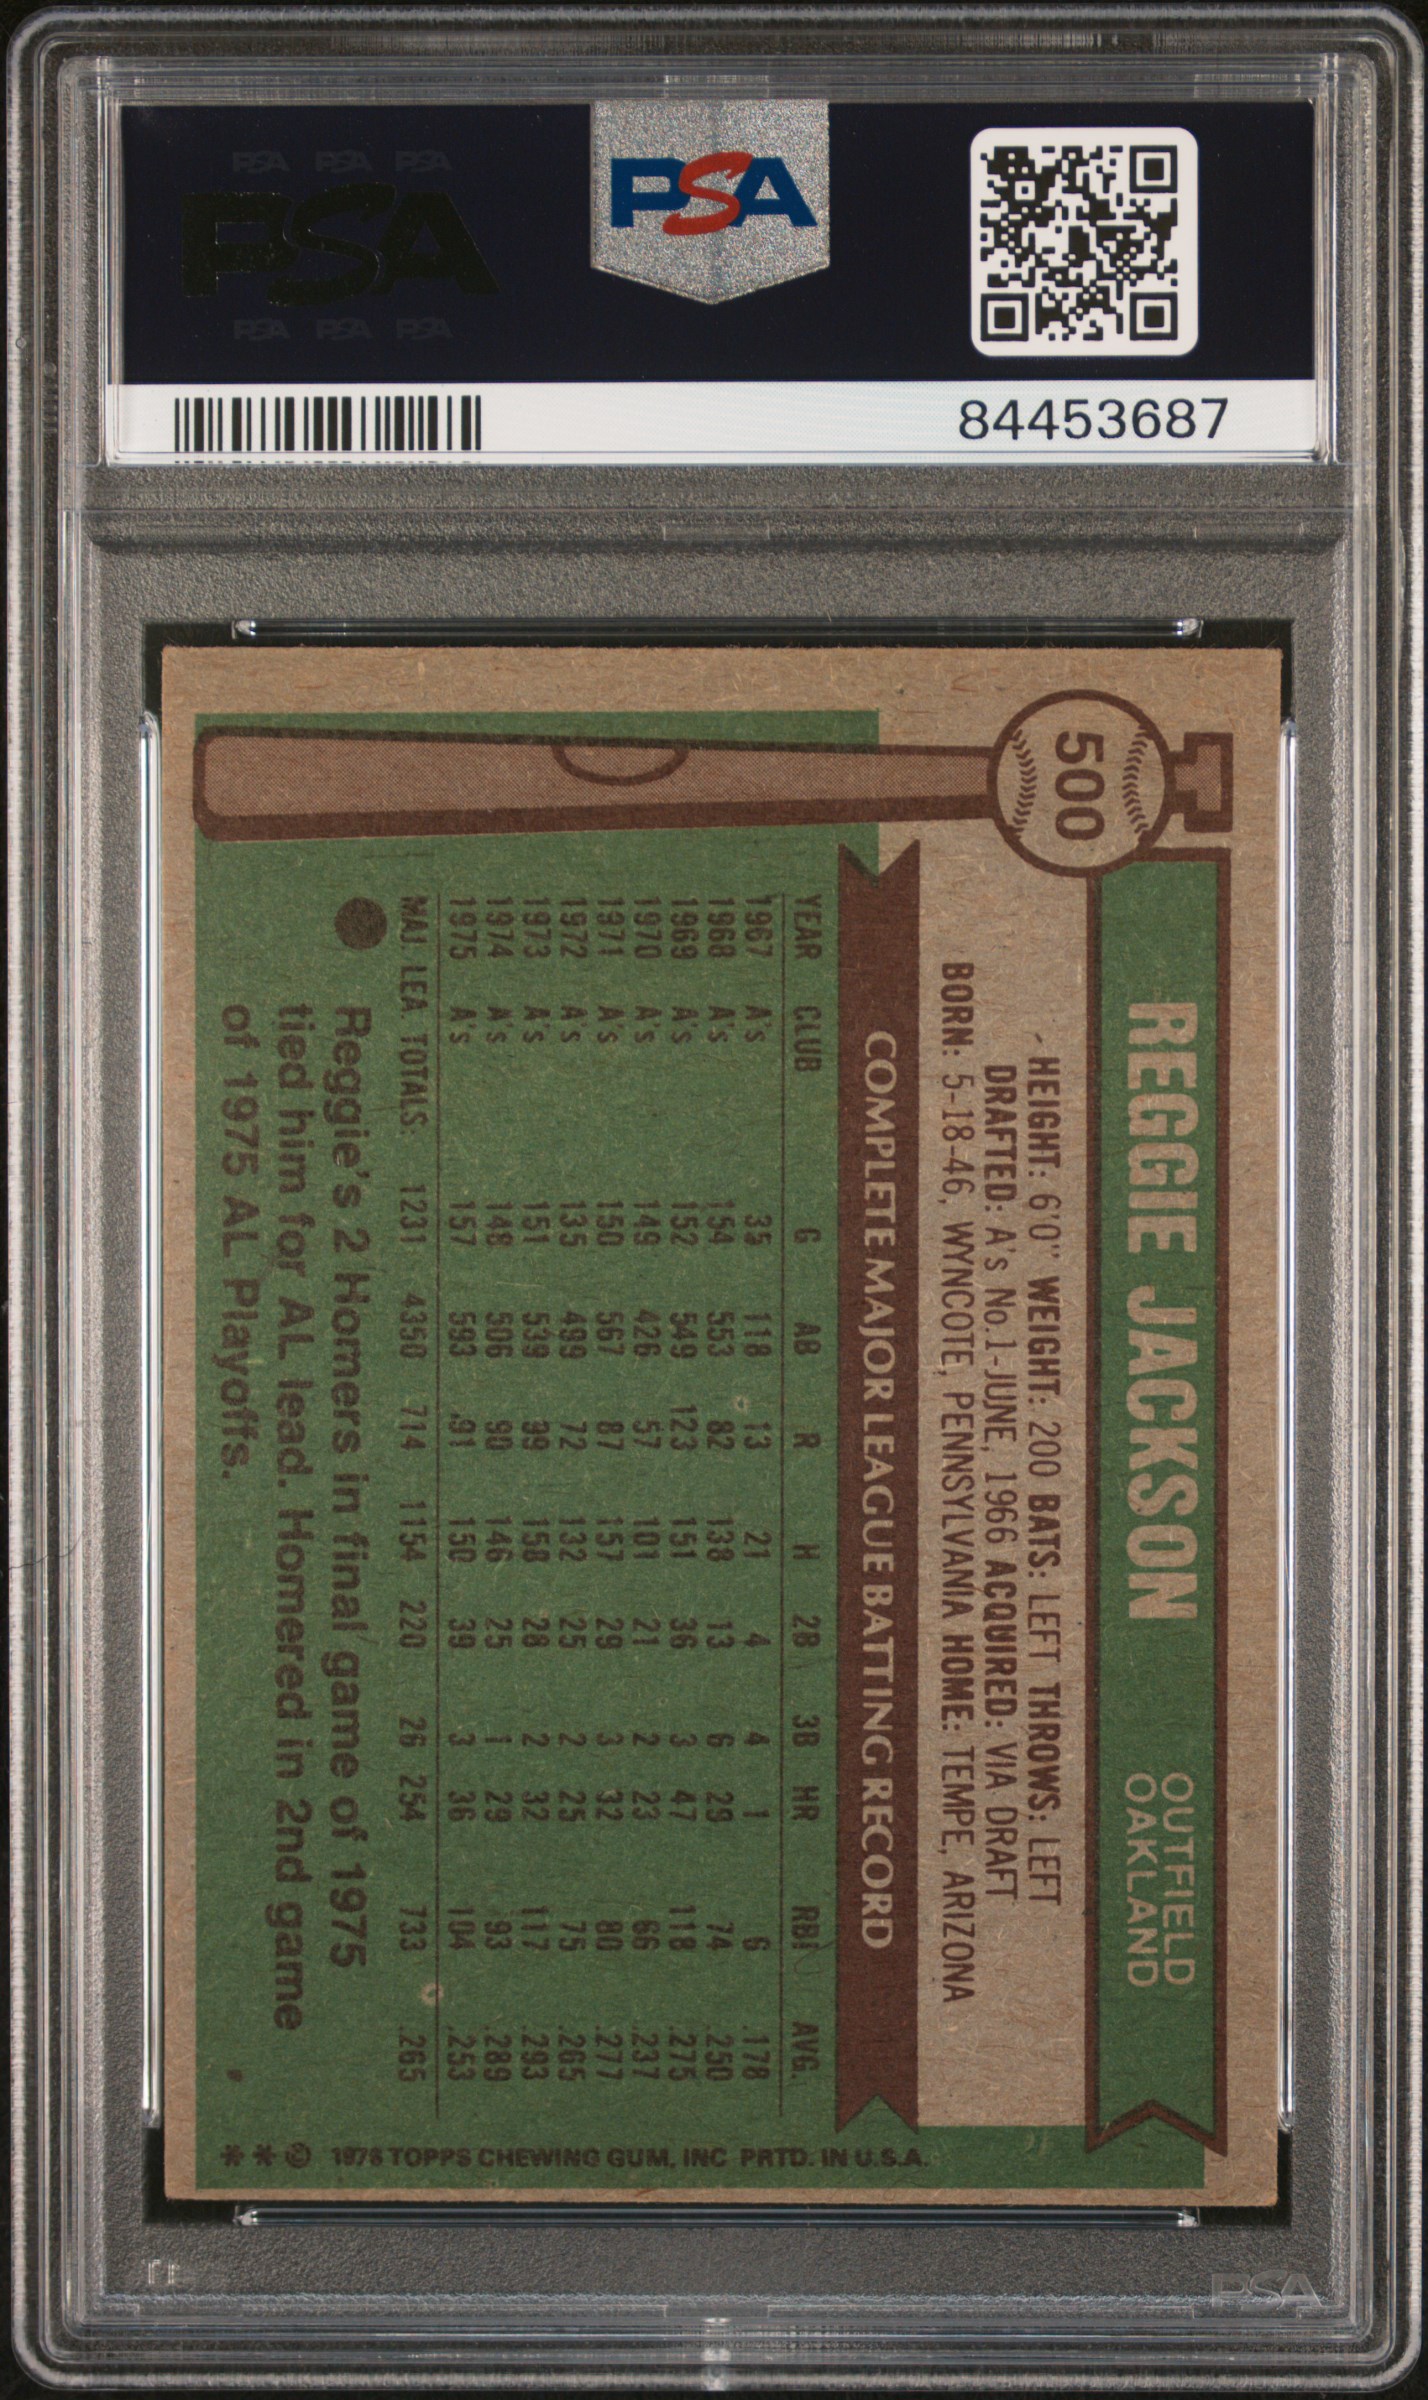 PSA PSA PSA
PSA
PSA PSA PSA
PSA
84453687
500
REGGIE JACKSON
OUTFIELD
OAKLAND
HEIGHT: 6'0" WEIGHT: 200 BATS: LEFT THROWS: LEFT
DRAFTED: A's No.1-JUNE, 1966 ACQUIRED: VIA DRAFT
BORN: 5-18-46, WYNCOTE, PENNSYLVANIA HOME: TEMPE, ARIZONA
COMPLETE MAJOR LEAGUE BATTING RECORD
YEAR CLUB G AB R H 2B 3B HR RBI AVG.
1967 A's 35 118 13 21 4 4 1 6 .178
1968 A's 154 553 82 138 13 6 29 74 .250
1969 A's 152 549 123 151 36 3 47 118 .275
1970 A's 149 426 57 101 21 2 23 66 .237
1971 A's 150 567 87 157 29 3 32 80 .277
1972 A's 135 499 72 132 25 2 25 75 .265
1973 A's 151 539 99 158 28 2 32 117 .293
1974 A's 148 506 90 146 25 1 29 93 .289
1975 A's 157 593 91 150 39 3 36 104 .253
MAJ. LEA. TOTALS: 1231 4350 714 1154 220 26 254 733 .265
Reggie's 2 Homers in final game of 1975
tied him for AL lead. Homered in 2nd game
of 1975 AL Playoffs.
* * © 1976 TOPPS CHEWING GUM, INC PRTD. IN U.S.A.
PSA